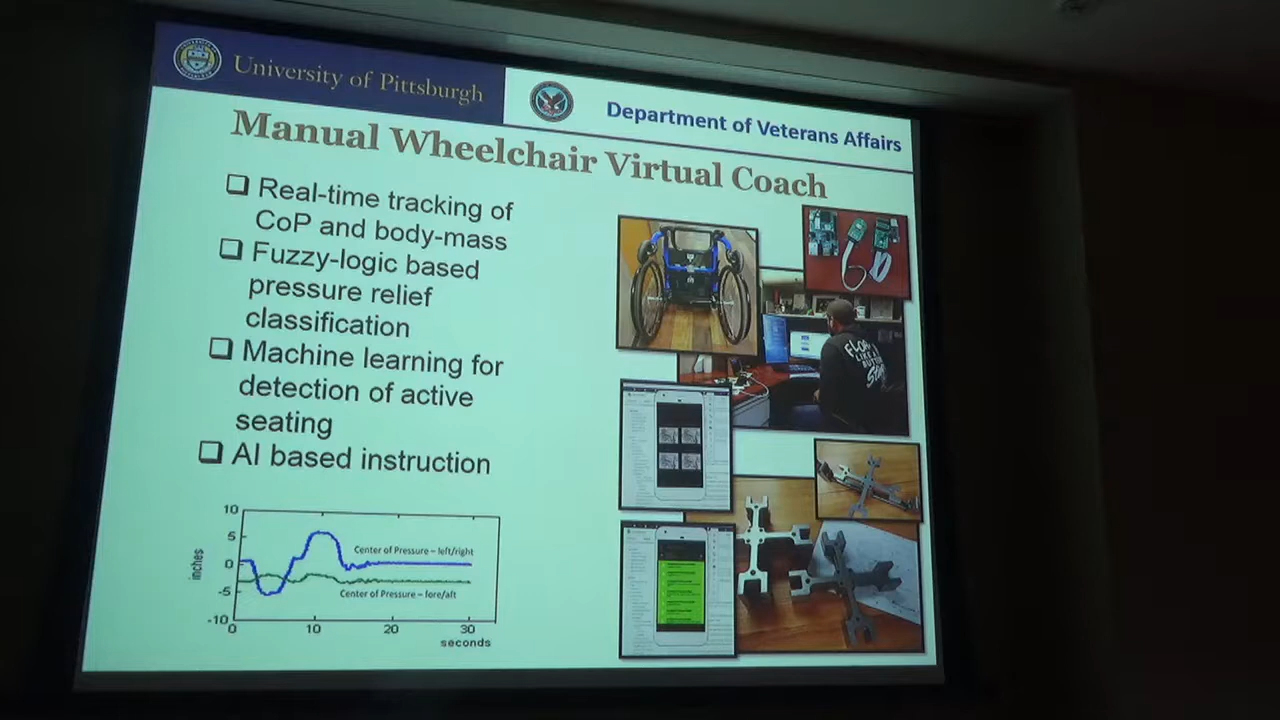 University of Pittsburgh
Department of Veterans Affairs
Manual Wheelchair Virtual Coach
Real-time tracking of
CoP and body-mass
Fuzzy-logic based
pressure relief
classification
Machine learning for
detection of active
seating
AI based instruction
10
5
0
-5
-10
inches
Center of Pressure – left/right
Center of Pressure – fore/aft
0
10
20
30
seconds
FLOAT
LIKE A